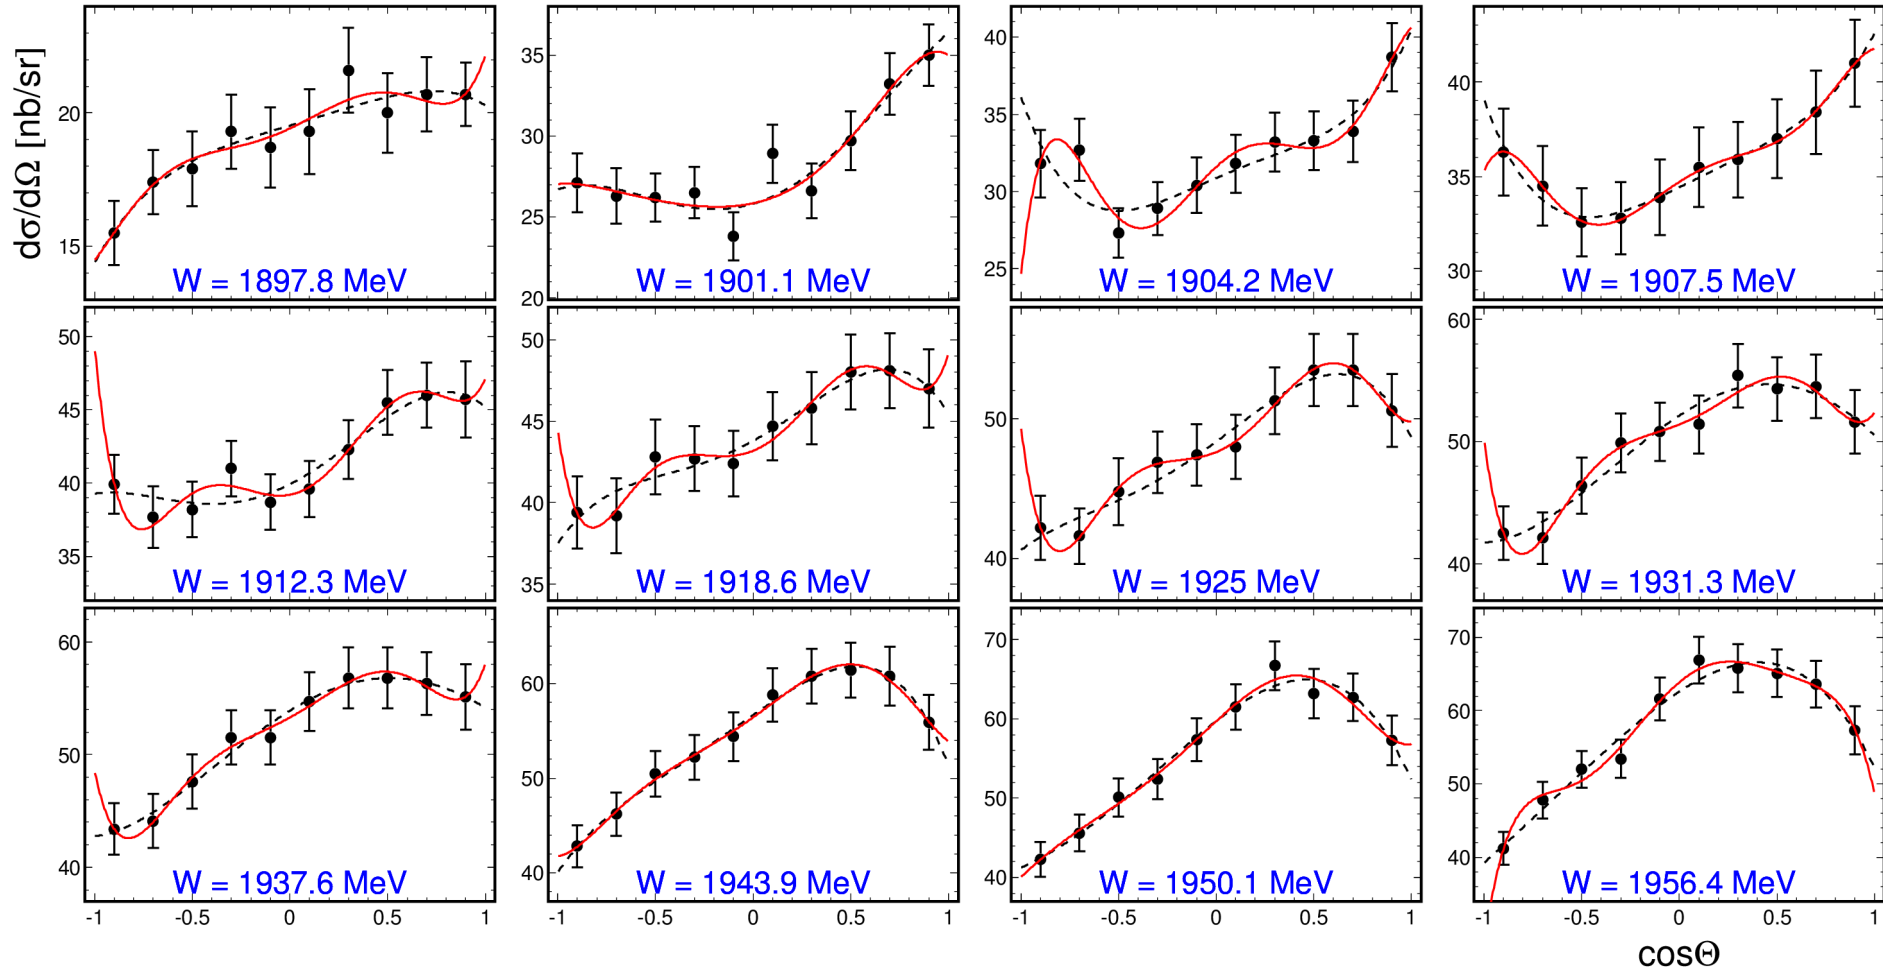 dσ/dΩ [nb/sr]
20
15
W = 1897.8 MeV
35
30
25
20
W = 1901.1 MeV
40
35
30
25
W = 1904.2 MeV
40
35
30
W = 1907.5 MeV
50
45
40
35
W = 1912.3 MeV
50
45
40
35
W = 1918.6 MeV
50
40
W = 1925 MeV
60
50
40
W = 1931.3 MeV
60
50
40
W = 1937.6 MeV
-1 -0.5 0 0.5 1
60
50
40
W = 1943.9 MeV
-1 -0.5 0 0.5 1
70
60
50
40
W = 1950.1 MeV
-1 -0.5 0 0.5 1
70
60
50
40
W = 1956.4 MeV
-1 -0.5 0 0.5 1
cosΘ